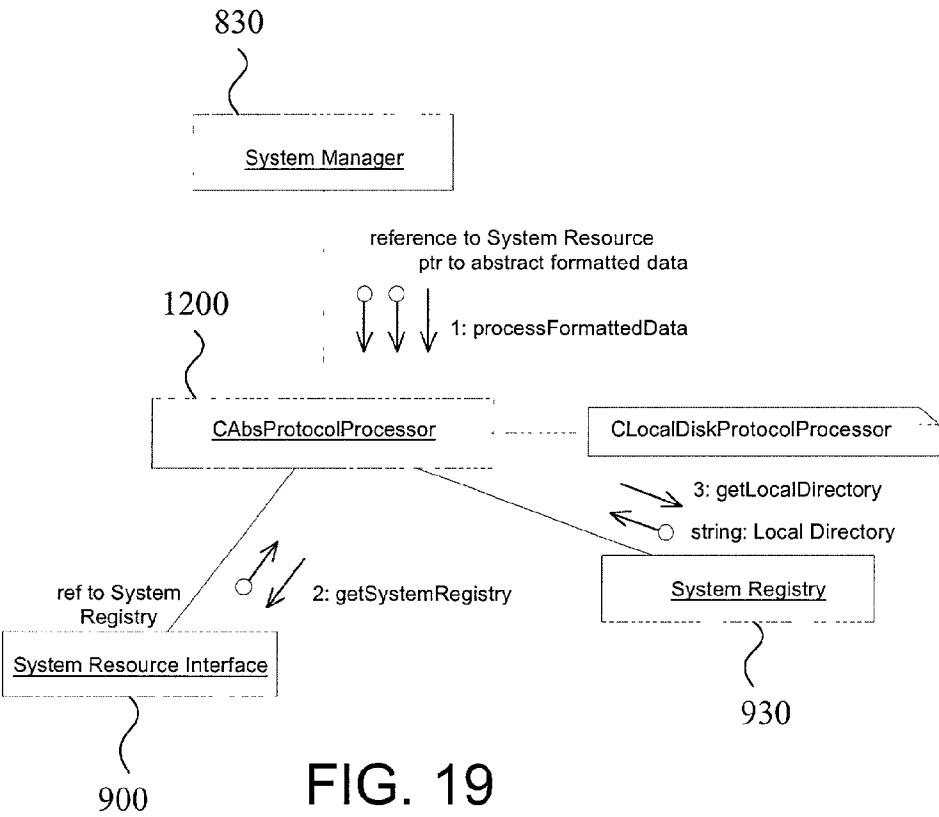 830
System Manager
reference to System Resource
ptr to abstract formatted data
1200
1: processFormattedData
CAbsProtocolProcessor
CLocalDiskProtocolProcessor
3: getLocalDirectory
string: Local Directory
ref to System
Registry
2: getSystemRegistry
System Registry
System Resource Interface
930
900
FIG. 19